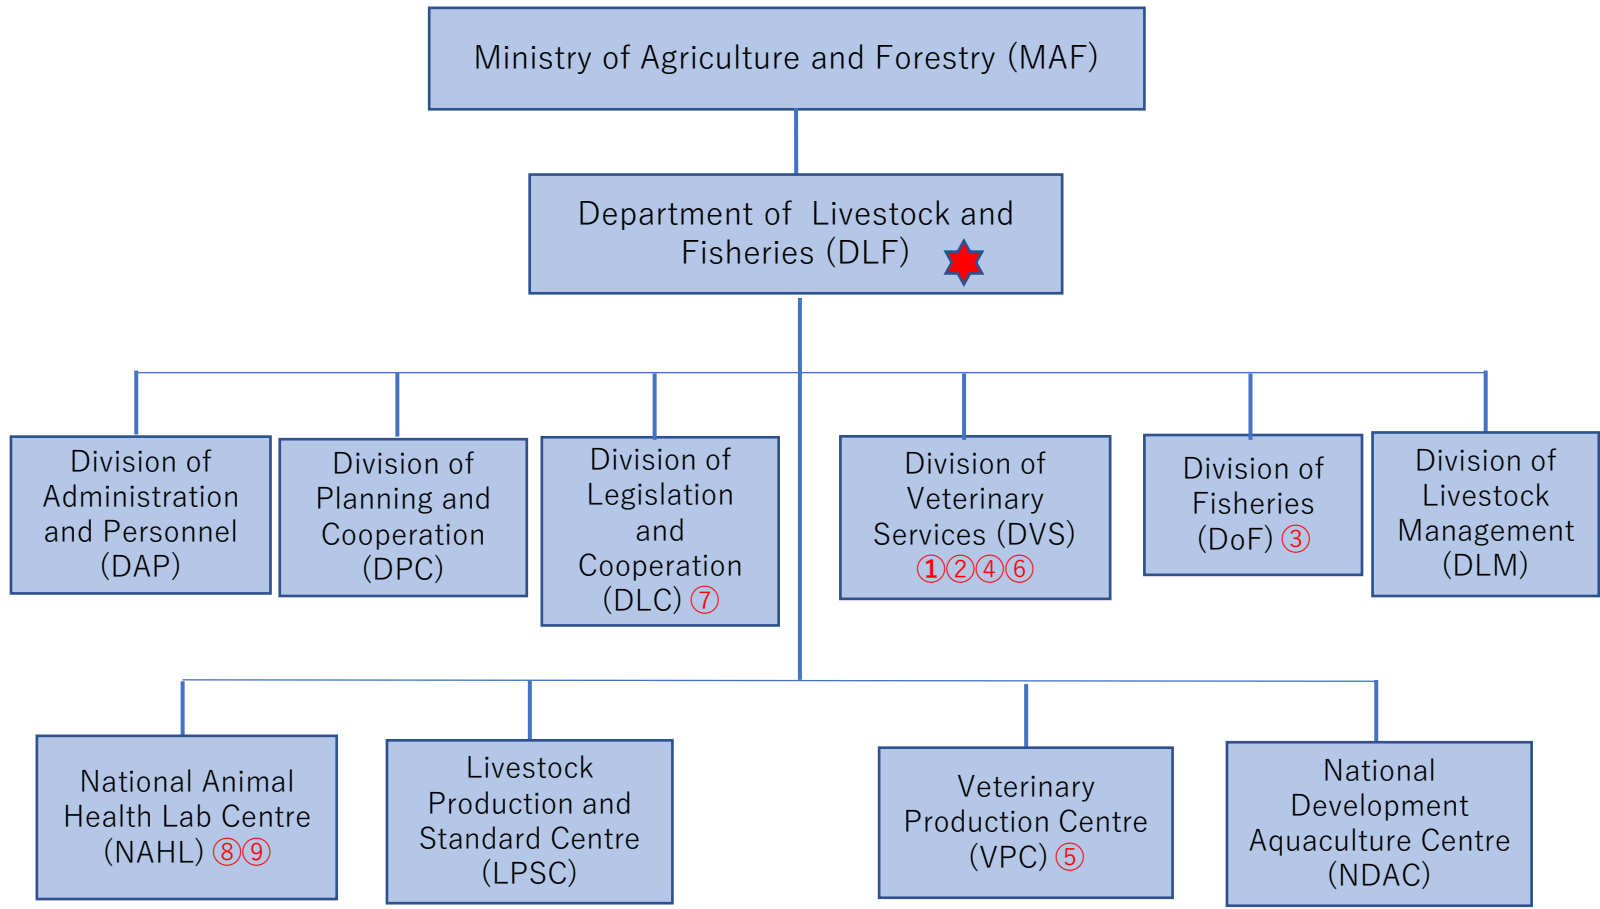 Ministry of Agriculture and Forestry (MAF)
Department of Livestock and
Fisheries (DLF)
Division of
Administration
and Personnel
(DAP)
Division of
Planning and
Cooperation
(DPC)
Division of
Legislation
and
Cooperation
(DLC) ⑦
Division of
Veterinary
Services (DVS)
①②④⑥
Division of
Fisheries
(DoF) ③
Division of
Livestock
Management
(DLM)
National Animal
Health Lab Centre
(NAHL) ⑧⑨
Livestock
Production and
Standard Centre
(LPSC)
Veterinary
Production Centre
(VPC) ⑤
National
Development
Aquaculture Centre
(NDAC)